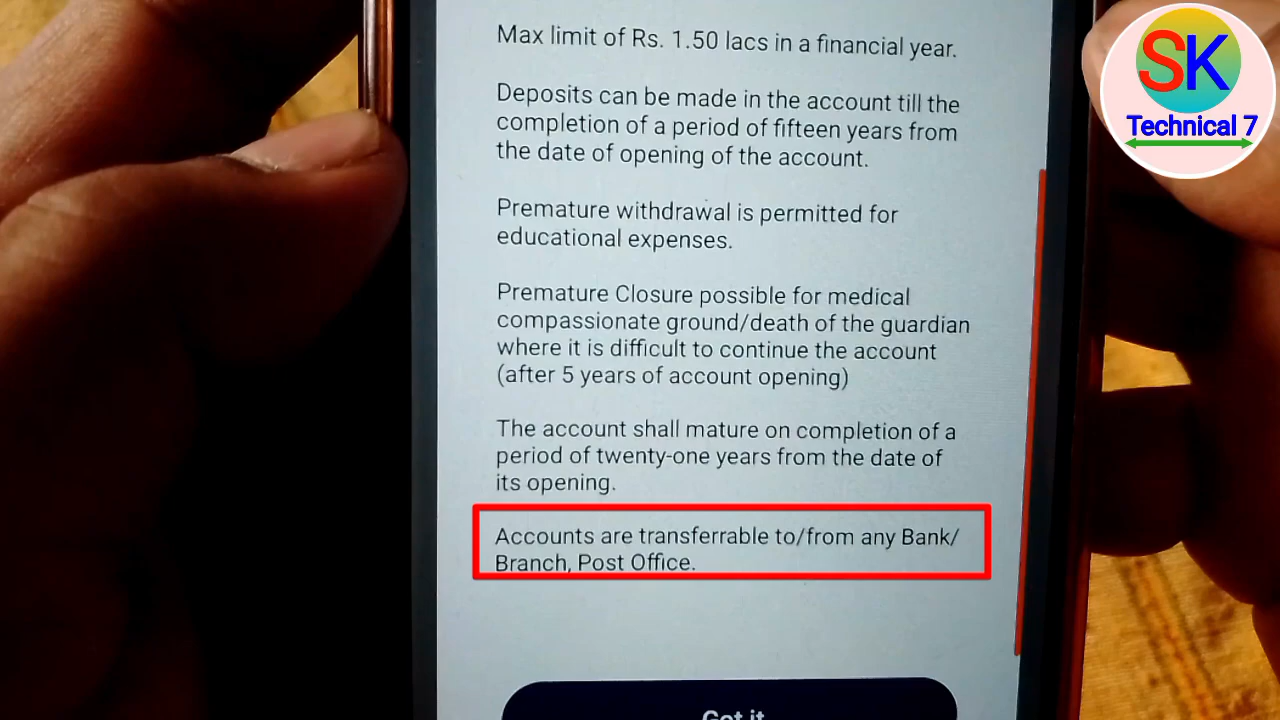 Max limit of Rs. 1.50 lacs in a financial year.
Deposits can be made in the account till the
completion of a period of fifteen years from
the date of opening of the account.
Premature withdrawal is permitted for
educational expenses.
Premature Closure possible for medical
compassionate ground/death of the guardian
where it is difficult to continue the account
(after 5 years of account opening)
The account shall mature on completion of a
period of twenty-one years from the date of
its opening.
Accounts are transferrable to/from any Bank/
Branch, Post Office.
Got it
SK
Technical 7